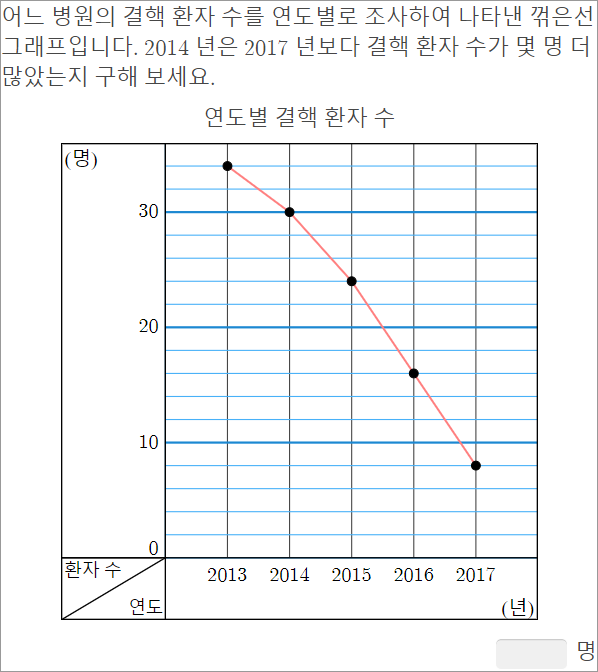 어느 병원의 결핵 환자 수를 연도별로 조사하여 나타낸 꺾은선
그래프입니다. 2014 년은 2017 년보다 결핵 환자 수가 몇 명 더
많았는지 구해 보세요.
연도별 결핵 환자 수
(명)
30
20
10
0
환자 수
연도
2013 2014 2015 2016 2017
(년)
명